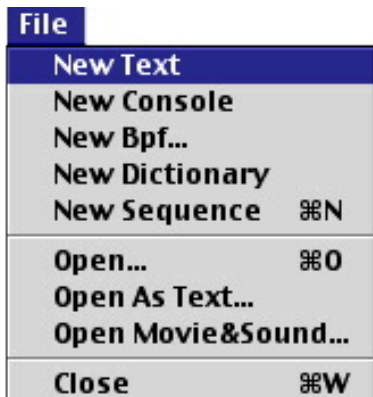 File
New Text
New Console
New Bpf...
New Dictionary
New Sequence ⌘N
Open... ⌘O
Open As Text...
Open Movie&Sound...
Close ⌘W